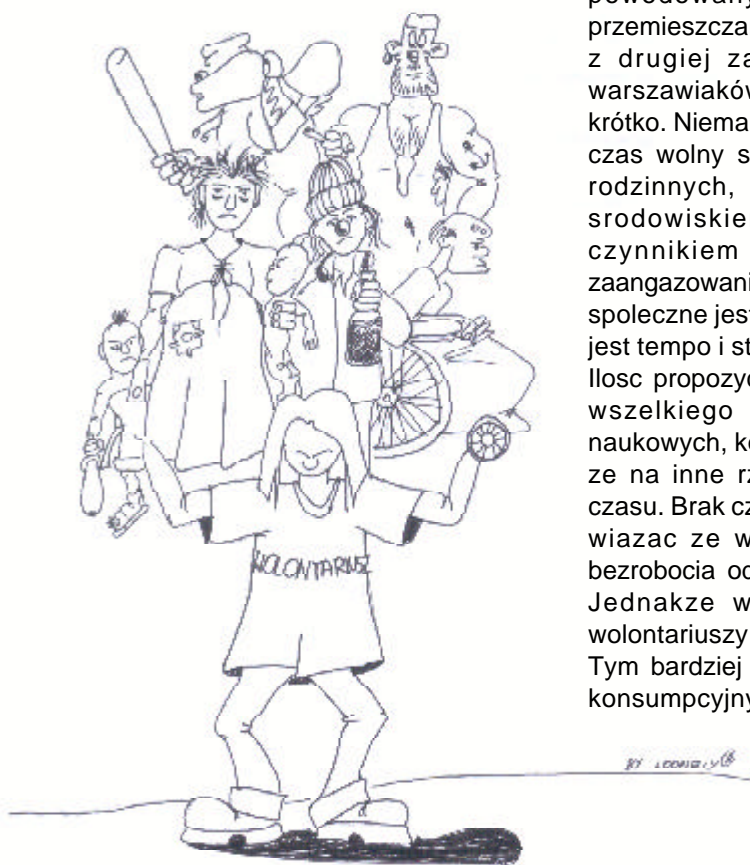 WOLONTARIUSZ
przemieszcza
z drugiej za
warszawiaków
krótko. Niema
czas wolny s
rodzinnych,
srodowiskie
czynnikiem
zaangazowani
spoleczne jest
jest tempo i st
Ilosc propozyc
wszelkiego
naukowych, ko
ze na inne rz
czasu. Brak cz
wiazac ze w
bezrobocia od
Jednakze w
wolontariuszy
Tym bardziej
konsumpcyjny